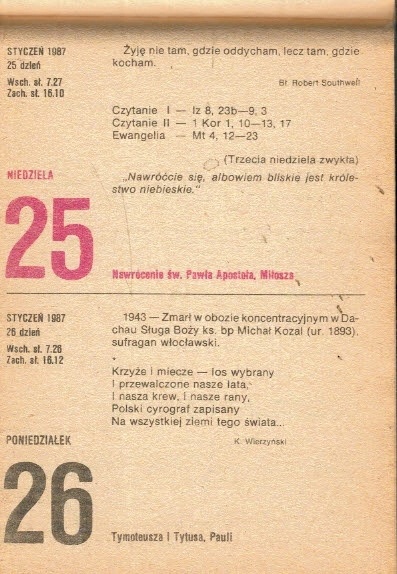 STYCZEŃ 1987
25 dzień
Wsch. sł. 7.27
Zach. sł. 16.10
Żyję nie tam, gdzie oddycham, lecz tam, gdzie
kocham.
Bł. Robert Southwell
Czytanie I — Iz 8, 23b—9, 3
Czytanie II — 1 Kor 1, 10—13, 17
Ewangelia — Mt 4, 12—23
(Trzecia niedziela zwykła)
„Nawróćcie się, albowiem bliskie jest króle-
stwo niebieskie."
NIEDZIELA
25
Nawrócenie św. Pawła Apostoła, Miłosza
STYCZEŃ 1987
26 dzień
Wsch. sł. 7.26
Zach. sł. 16.12
1943 — Zmarł w obozie koncentracyjnym w Da-
chau Sługa Boży ks. bp Michał Kozal (ur. 1893).
sufragan włocławski.
Krzyże i miecze — los wybrany
I przewalczone nasze lata,
I nasza krew, i nasze rany,
Polski cyrograf zapisany
Na wszystkiej ziemi tego świata...
K. Wierzyński
PONIEDZIAŁEK
26
Tymoteusza i Tytusa, Pauli